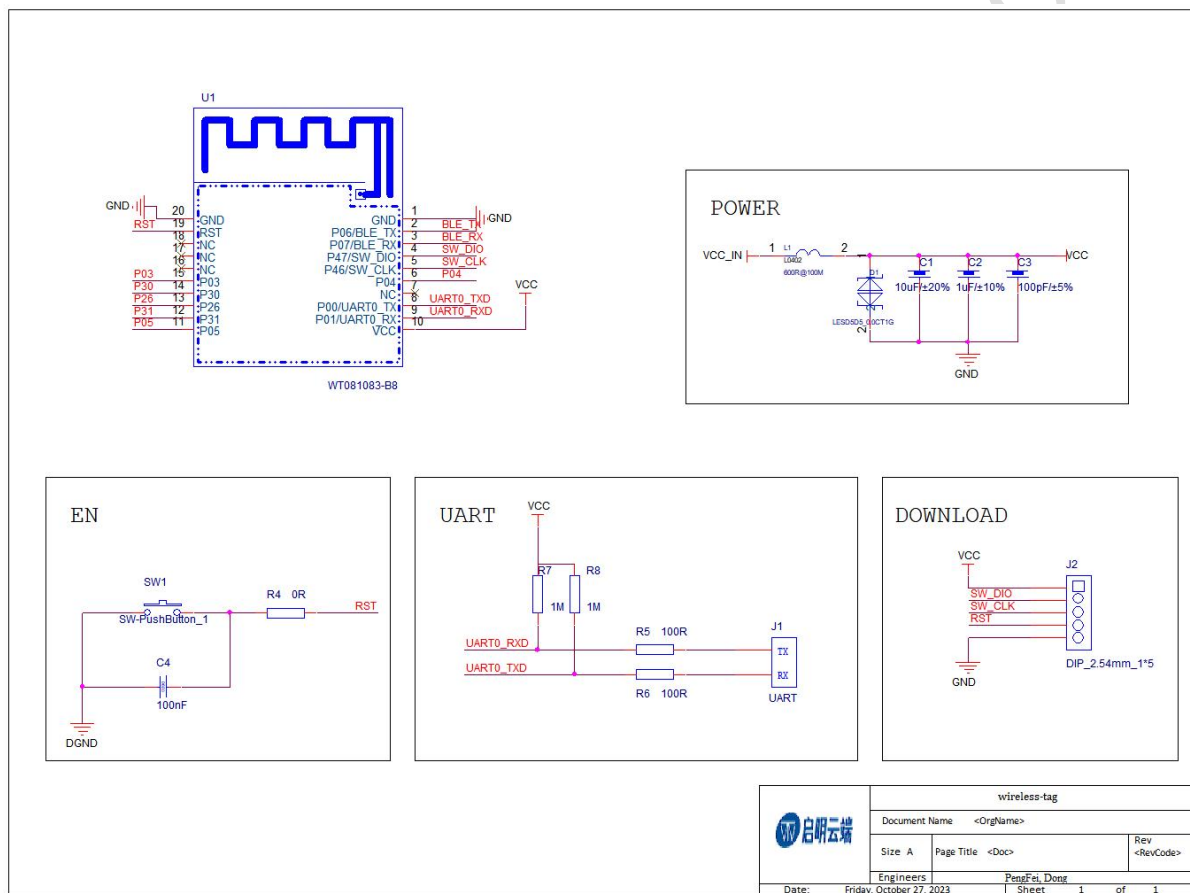 U1
GND
RST
P03
P30
P26
P31
P05
20
19
18
17
16
15
14
13
12
11
GND
RST
NC
NC
NC
P03
P30
P26
P31
P05
GND
P06/BLE_TX
P07/BLE_RX
P47/SW_DIO
P46/SW_CLK
P04
NC
P00/UART0_TX
P01/UART0_RX
VCC
1
2
3
4
5
6
7
8
9
10
GND
BLE_TX
BLE_RX
SW_DIO
SW_CLK
P04
UART0_TXD
UART0_RXD
VCC
WT081083-B8
POWER
VCC_IN
1
L1
2
L0402
600R@100M
VCC
1
D1
2
C1
C2
C3
10uF/±20%
1uF/±10%
100pF/±5%
GND
EN
SW1
SW-PushButton_1
R4 0R
RST
C4
100nF
DGND
UART
VCC
R7
R8
1M
1M
UART0_RXD
UART0_TXD
R5 100R
R6 100R
J1
TX
RX
UART
DOWNLOAD
VCC
J2
SW_DIO
SW_CLK
RST
GND
DIP_2.54mm_1*5
启明云端
wireless-tag
Document Name <OrgName>
Size A
Page Title <Doc>
Rev
<RevCode>
Engineers
PengFei, Dong
Date: Friday, October 27, 2023
Sheet 1 of 1